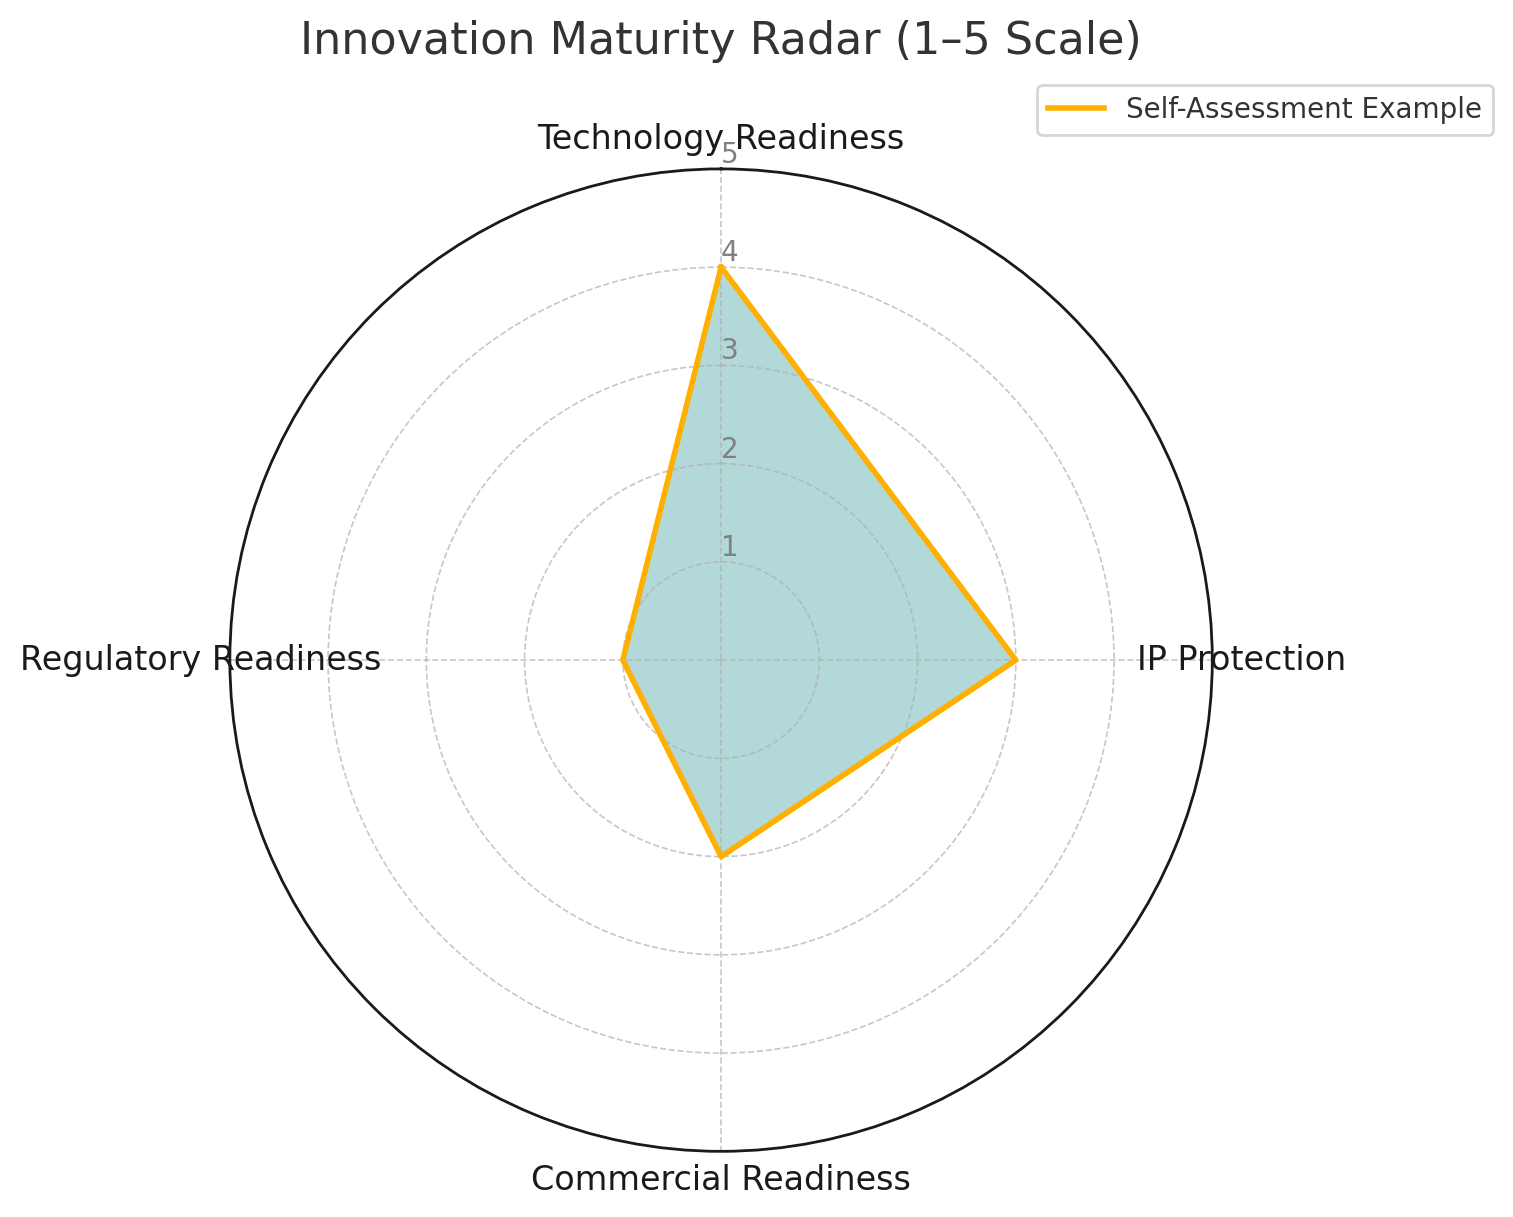 Innovation Maturity Radar (1–5 Scale)
Self-Assessment Example
Technology Readiness
5
4
3
2
1
Regulatory Readiness
IP Protection
Commercial Readiness